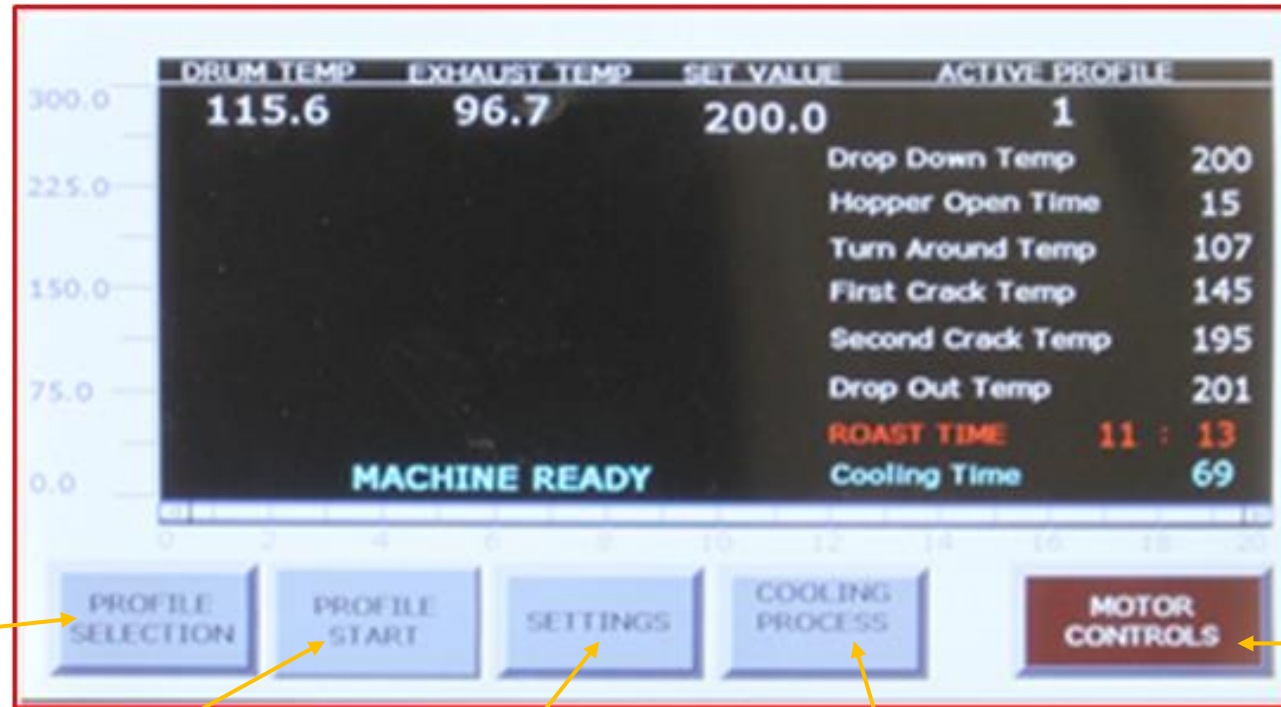 DRUM TEMP EXHAUST TEMP SET VALUE ACTIVE PROFILE
300.0 115.6 96.7 200.0 1
Drop Down Temp 200
225.0
Hopper Open Time 15
Turn Around Temp 107
150.0 First Crack Temp 145
Second Crack Temp 195
75.0 Drop Out Temp 201
ROAST TIME 11 : 13
0.0 MACHINE READY Cooling Time 69
0 2 4 6 8 10 12 14 16 18 20
PROFILE SELECTION
PROFILE START
SETTINGS
COOLING PROCESS
MOTOR CONTROLS